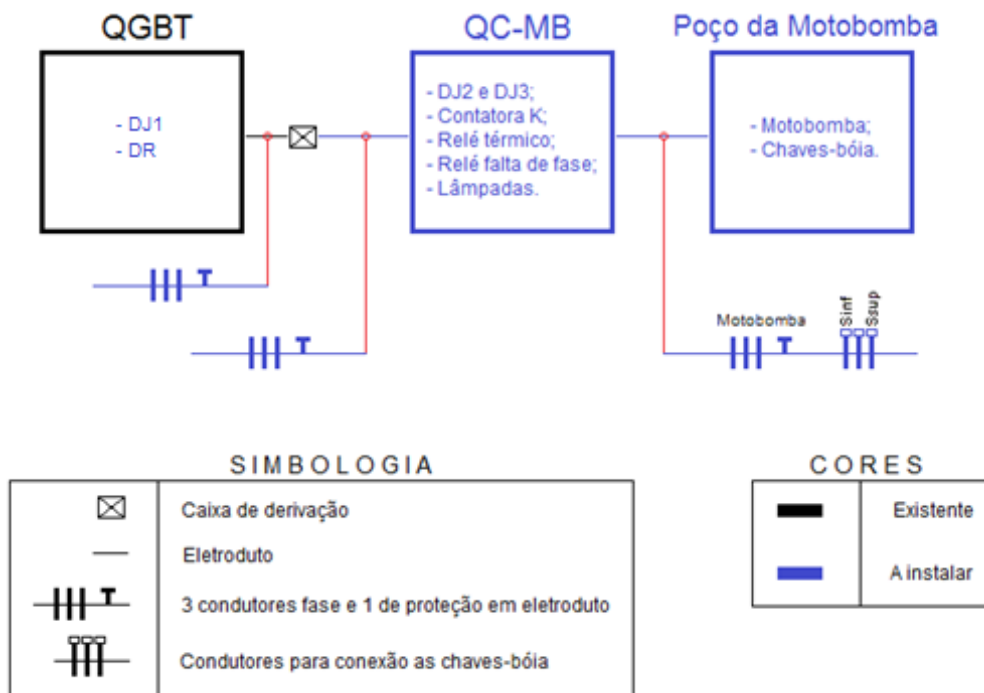 QGBT
QC-MB
Poço da Motobomba
- DJ1
- DR
- DJ2 e DJ3;
- Contatora K;
- Relé térmico;
- Relé falta de fase;
- Lâmpadas.
- Motobomba;
- Chaves-bóia.
Motobomba
Sinf
Ssup
SIMBOLOGIA
Caixa de derivação
Eletroduto
3 condutores fase e 1 de proteção em eletroduto
Condutores para conexão as chaves-bóia
CORES
Existente
A instalar